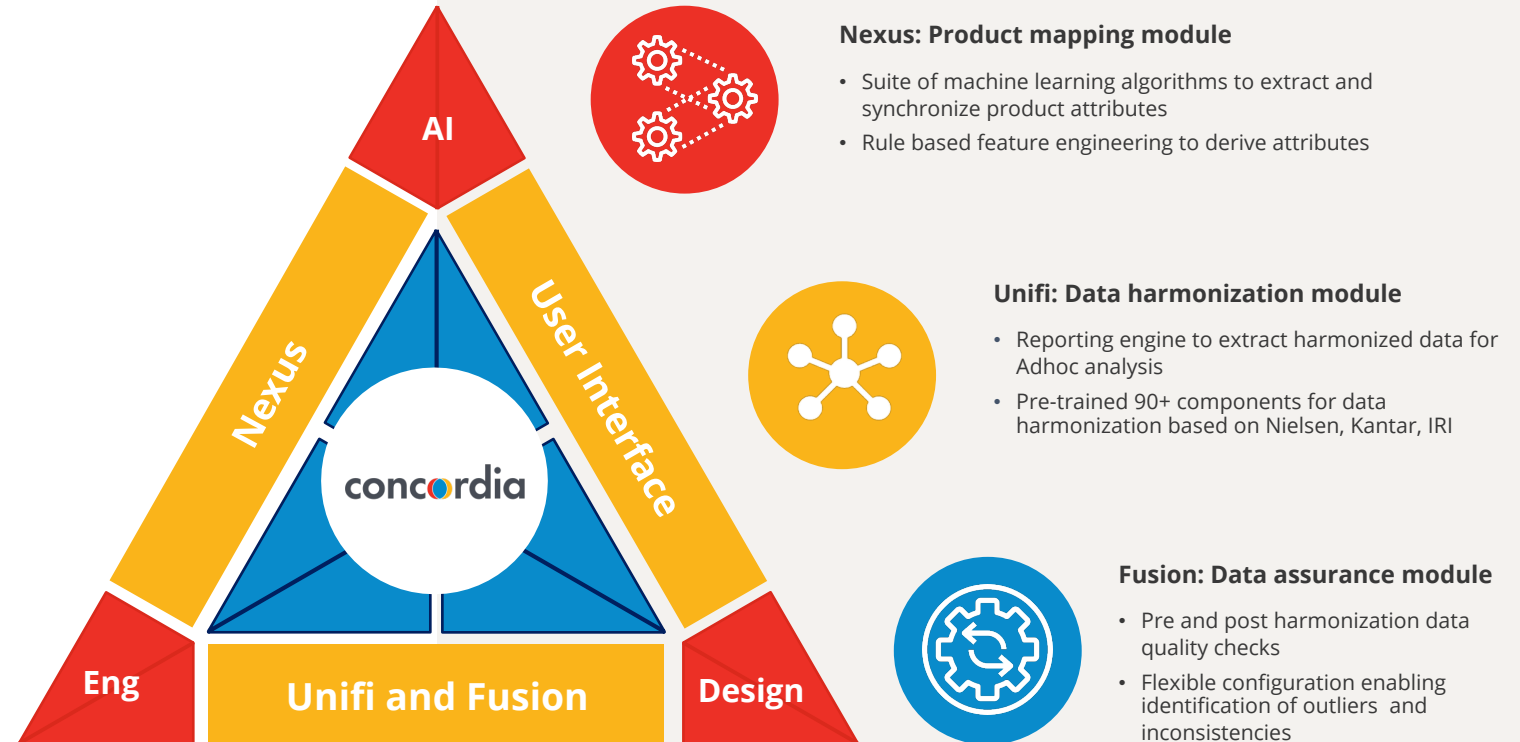 AI
Nexus
User Interface
concordia
Eng
Unifi and Fusion
Design
Nexus: Product mapping module
• Suite of machine learning algorithms to extract and
synchronize product attributes
• Rule based feature engineering to derive attributes
Unifi: Data harmonization module
• Reporting engine to extract harmonized data for
Adhoc analysis
• Pre-trained 90+ components for data
harmonization based on Nielsen, Kantar, IRI
Fusion: Data assurance module
• Pre and post harmonization data
quality checks
• Flexible configuration enabling
identification of outliers and
inconsistencies